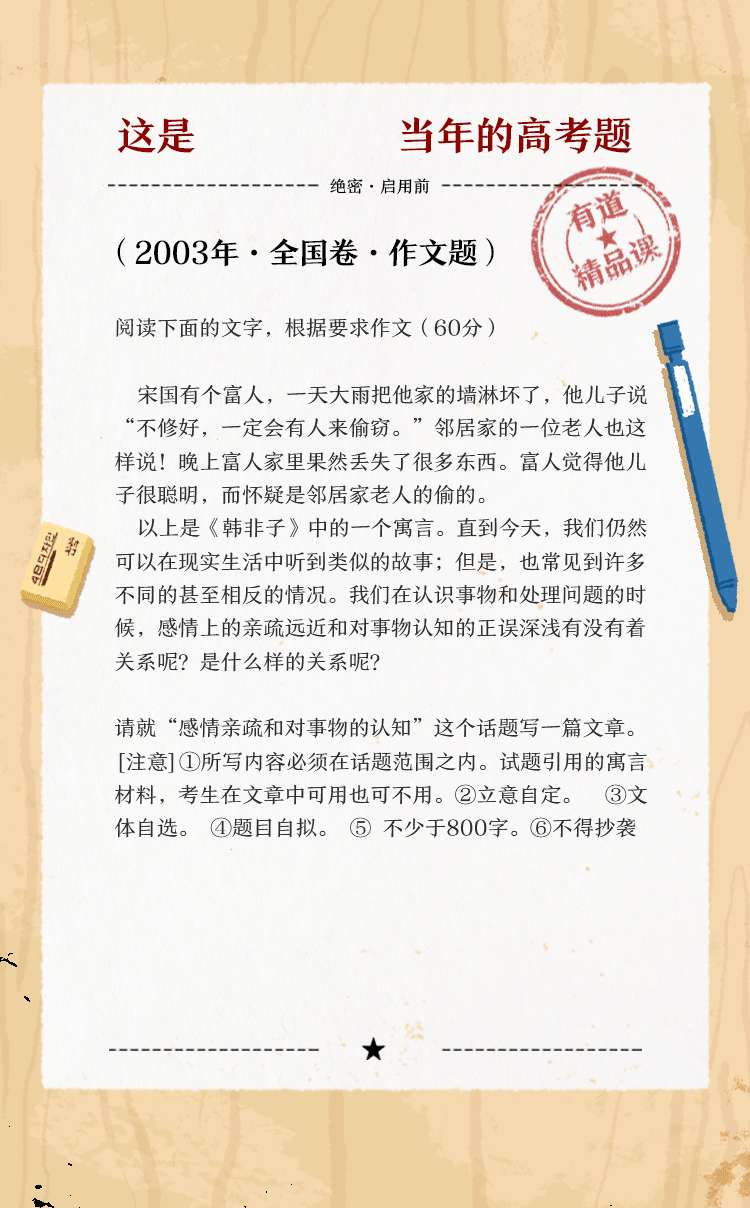 这是 当年的高考题
绝密·启用前
有道
精品课
（2003年·全国卷·作文题）
阅读下面的文字，根据要求作文（60分）
宋国有个富人，一天大雨把他家的墙淋坏了，他儿子说
“不修好，一定会有人来偷窃。”邻居家的一位老人也这
样说！晚上富人家里果然丢失了很多东西。富人觉得他儿
子很聪明，而怀疑是邻居家老人的偷的。
以上是《韩非子》中的一个寓言。直到今天，我们仍然
可以在现实生活中听到类似的故事；但是，也常见到许多
不同的甚至相反的情况。我们在认识事物和处理问题的时
候，感情上的亲疏远近和对事物认知的正误深浅有没有着
关系呢？是什么样的关系呢？
请就“感情亲疏和对事物的认知”这个话题写一篇文章。
[注意]①所写内容必须在话题范围之内。试题引用的寓言
材料，考生在文章中可用也可不用。②立意自定。 ③文
体自选。 ④题目自拟。 ⑤ 不少于800字。⑥不得抄袭